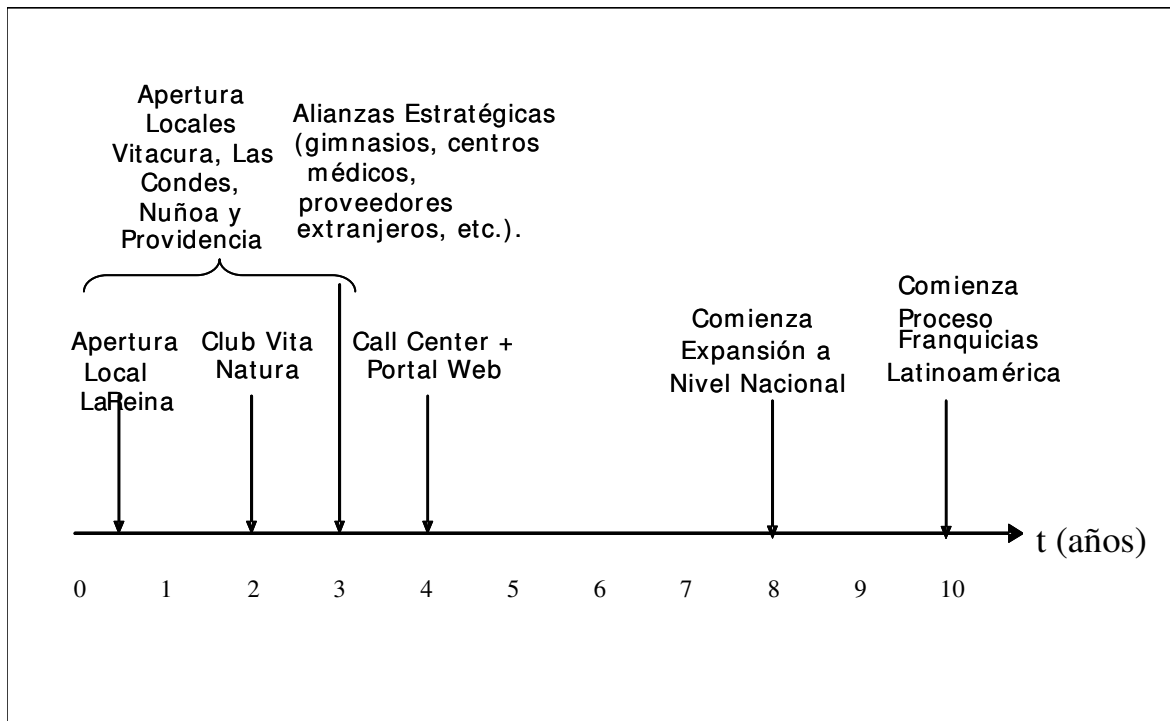 Apertura
Locales
Vitacura, Las
Condes,
Nuñoa y
Providencia
Alianzas Estratégicas
(gimnasios, centros
médicos,
proveedores
extranjeros, etc.).
Apertura
Local
LaReina
Club Vita
Natura
Call Center +
Portal Web
Comienza
Expansión a
Nivel Nacional
Comienza
Proceso
Franquicias
Latinoamérica
t (años)
0 1 2 3 4 5 6 7 8 9 10